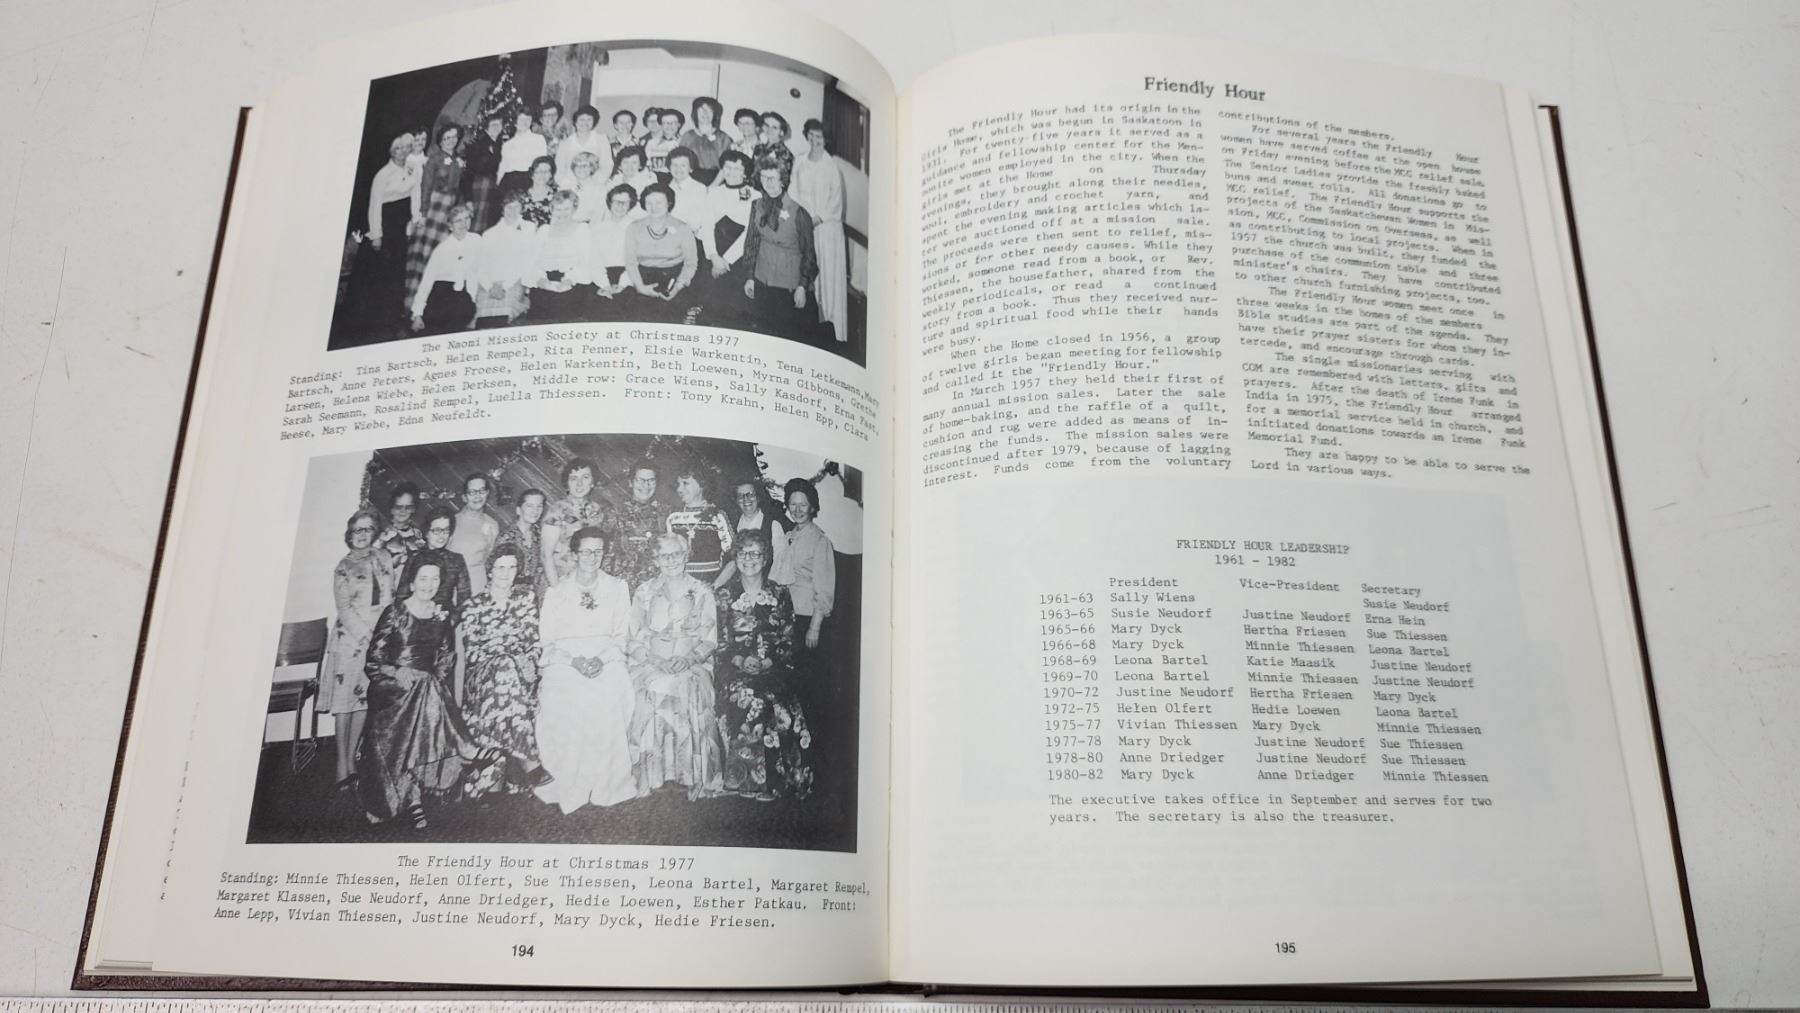 The Naomi Mission Society at Christmas 1977
Standing: Tina Bartsch, Helen Rempel, Rita Penner, Elsie Warkentin, Tena Letkemann, Mary
Bartsch, Anne Peters, Agnes Froese, Helen Warkentin, Beth Loewen, Myrna Gibbons, Grethe
Larsen, Helena Wiebe, Helen Derksen, Middle row: Grace Wiens, Sally Kasdorf, Erna Fast,
Sarah Seemann, Rosalind Rempel, Luella Thiessen. Front: Tony Krahn, Helen Epp, Clara
Heese, Mary Wiebe, Edna Neufeldt.
The Friendly Hour at Christmas 1977
Standing: Minnie Thiessen, Helen Olfert, Sue Thiessen, Leona Bartel, Margaret Rempel,
Margaret Klassen, Sue Neudorf, Anne Driedger, Hedie Loewen, Esther Patkau. Front:
Anne Lepp, Vivian Thiessen, Justine Neudorf, Mary Dyck, Hedie Friesen.
194
Friendly Hour
The Friendly Hour had its origin in the
Girls Home, which was begun in Saskatoon in
1931. For twenty-five years it served as a
guidance and fellowship center for the Men-
nonite women employed in the city. When the
girls met at the Home on Thursday
evenings, they brought along their needles,
wool, embroidery and crochet yarn, and
spent the evening making articles which la-
ter were auctioned off at a mission sale.
The proceeds were then sent to relief, mis-
sions or for other needy causes. While they
worked, someone read from a book, or Rev.
Thiessen, the housefather, shared from the
weekly periodicals, or read a continued
story from a book. Thus they received nur-
ture and spiritual food while their hands
were busy.
When the Home closed in 1956, a group
of twelve girls began meeting for fellowship
and called it the "Friendly Hour."
In March 1957 they held their first of
many annual mission sales. Later the sale
of home-baking, and the raffle of a quilt,
cushion and rug were added as means of in-
creasing the funds. The mission sales were
discontinued after 1979, because of lagging
interest. Funds come from the voluntary
contributions of the members.
For several years the Friendly Hour
women have served coffee at the open house
on Friday evening before the MCC relief sale.
The Senior Ladies provide the freshly baked
buns and sweet rolls. All donations go to
MCC relief. The Friendly Hour supports the
projects of the Saskatchewan Women in Mis-
sion, MCC, Commission on Overseas, as well
as contributing to local projects. When in
1957 the church was built, they funded the
purchase of the communion table and three
minister's chairs. They have contributed
to other church furnishing projects, too.
The Friendly Hour women meet once in
three weeks in the homes of the members
Bible studies are part of the agenda. They
have their prayer sisters for whom they in-
tercede, and encourage through cards.
The single missionaries serving with
COM are remembered with letters, gifts and
prayers. After the death of Irene Funk in
India in 1975, the Friendly Hour arranged
for a memorial service held in church, and
initiated donations towards an Irene Funk
Memorial Fund.
They are happy to be able to serve the
Lord in various ways.
FRIENDLY HOUR LEADERSHIP
1961 - 1982
President Vice-President Secretary
1961-63 Sally Wiens Susie Neudorf
1963-65 Susie Neudorf Justine Neudorf Erna Hein
1965-66 Mary Dyck Hertha Friesen Sue Thiessen
1966-68 Mary Dyck Minnie Thiessen Leona Bartel
1968-69 Leona Bartel Katie Maasik Justine Neudorf
1969-70 Leona Bartel Minnie Thiessen Justine Neudorf
1970-72 Justine Neudorf Hertha Friesen Mary Dyck
1972-75 Helen Olfert Hedie Loewen Leona Bartel
1975-77 Vivian Thiessen Mary Dyck Minnie Thiessen
1977-78 Mary Dyck Justine Neudorf Sue Thiessen
1978-80 Anne Driedger Justine Neudorf Sue Thiessen
1980-82 Mary Dyck Anne Driedger Minnie Thiessen
The executive takes office in September and serves for two
years. The secretary is also the treasurer.
195